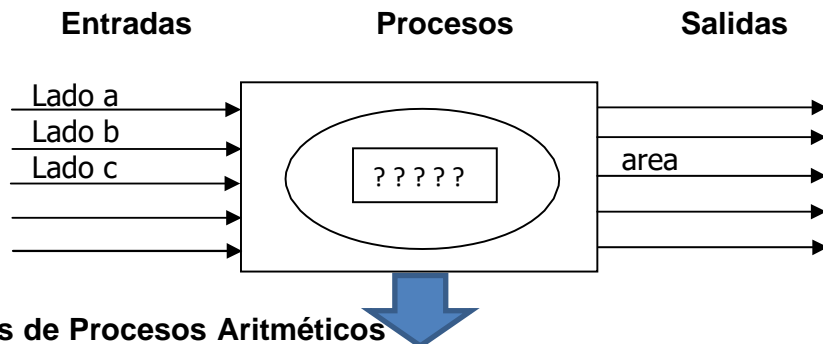 Entradas Procesos Salidas
Lado a
Lado b
Lado c
? ? ? ? ?
area
s de Procesos Aritméticos